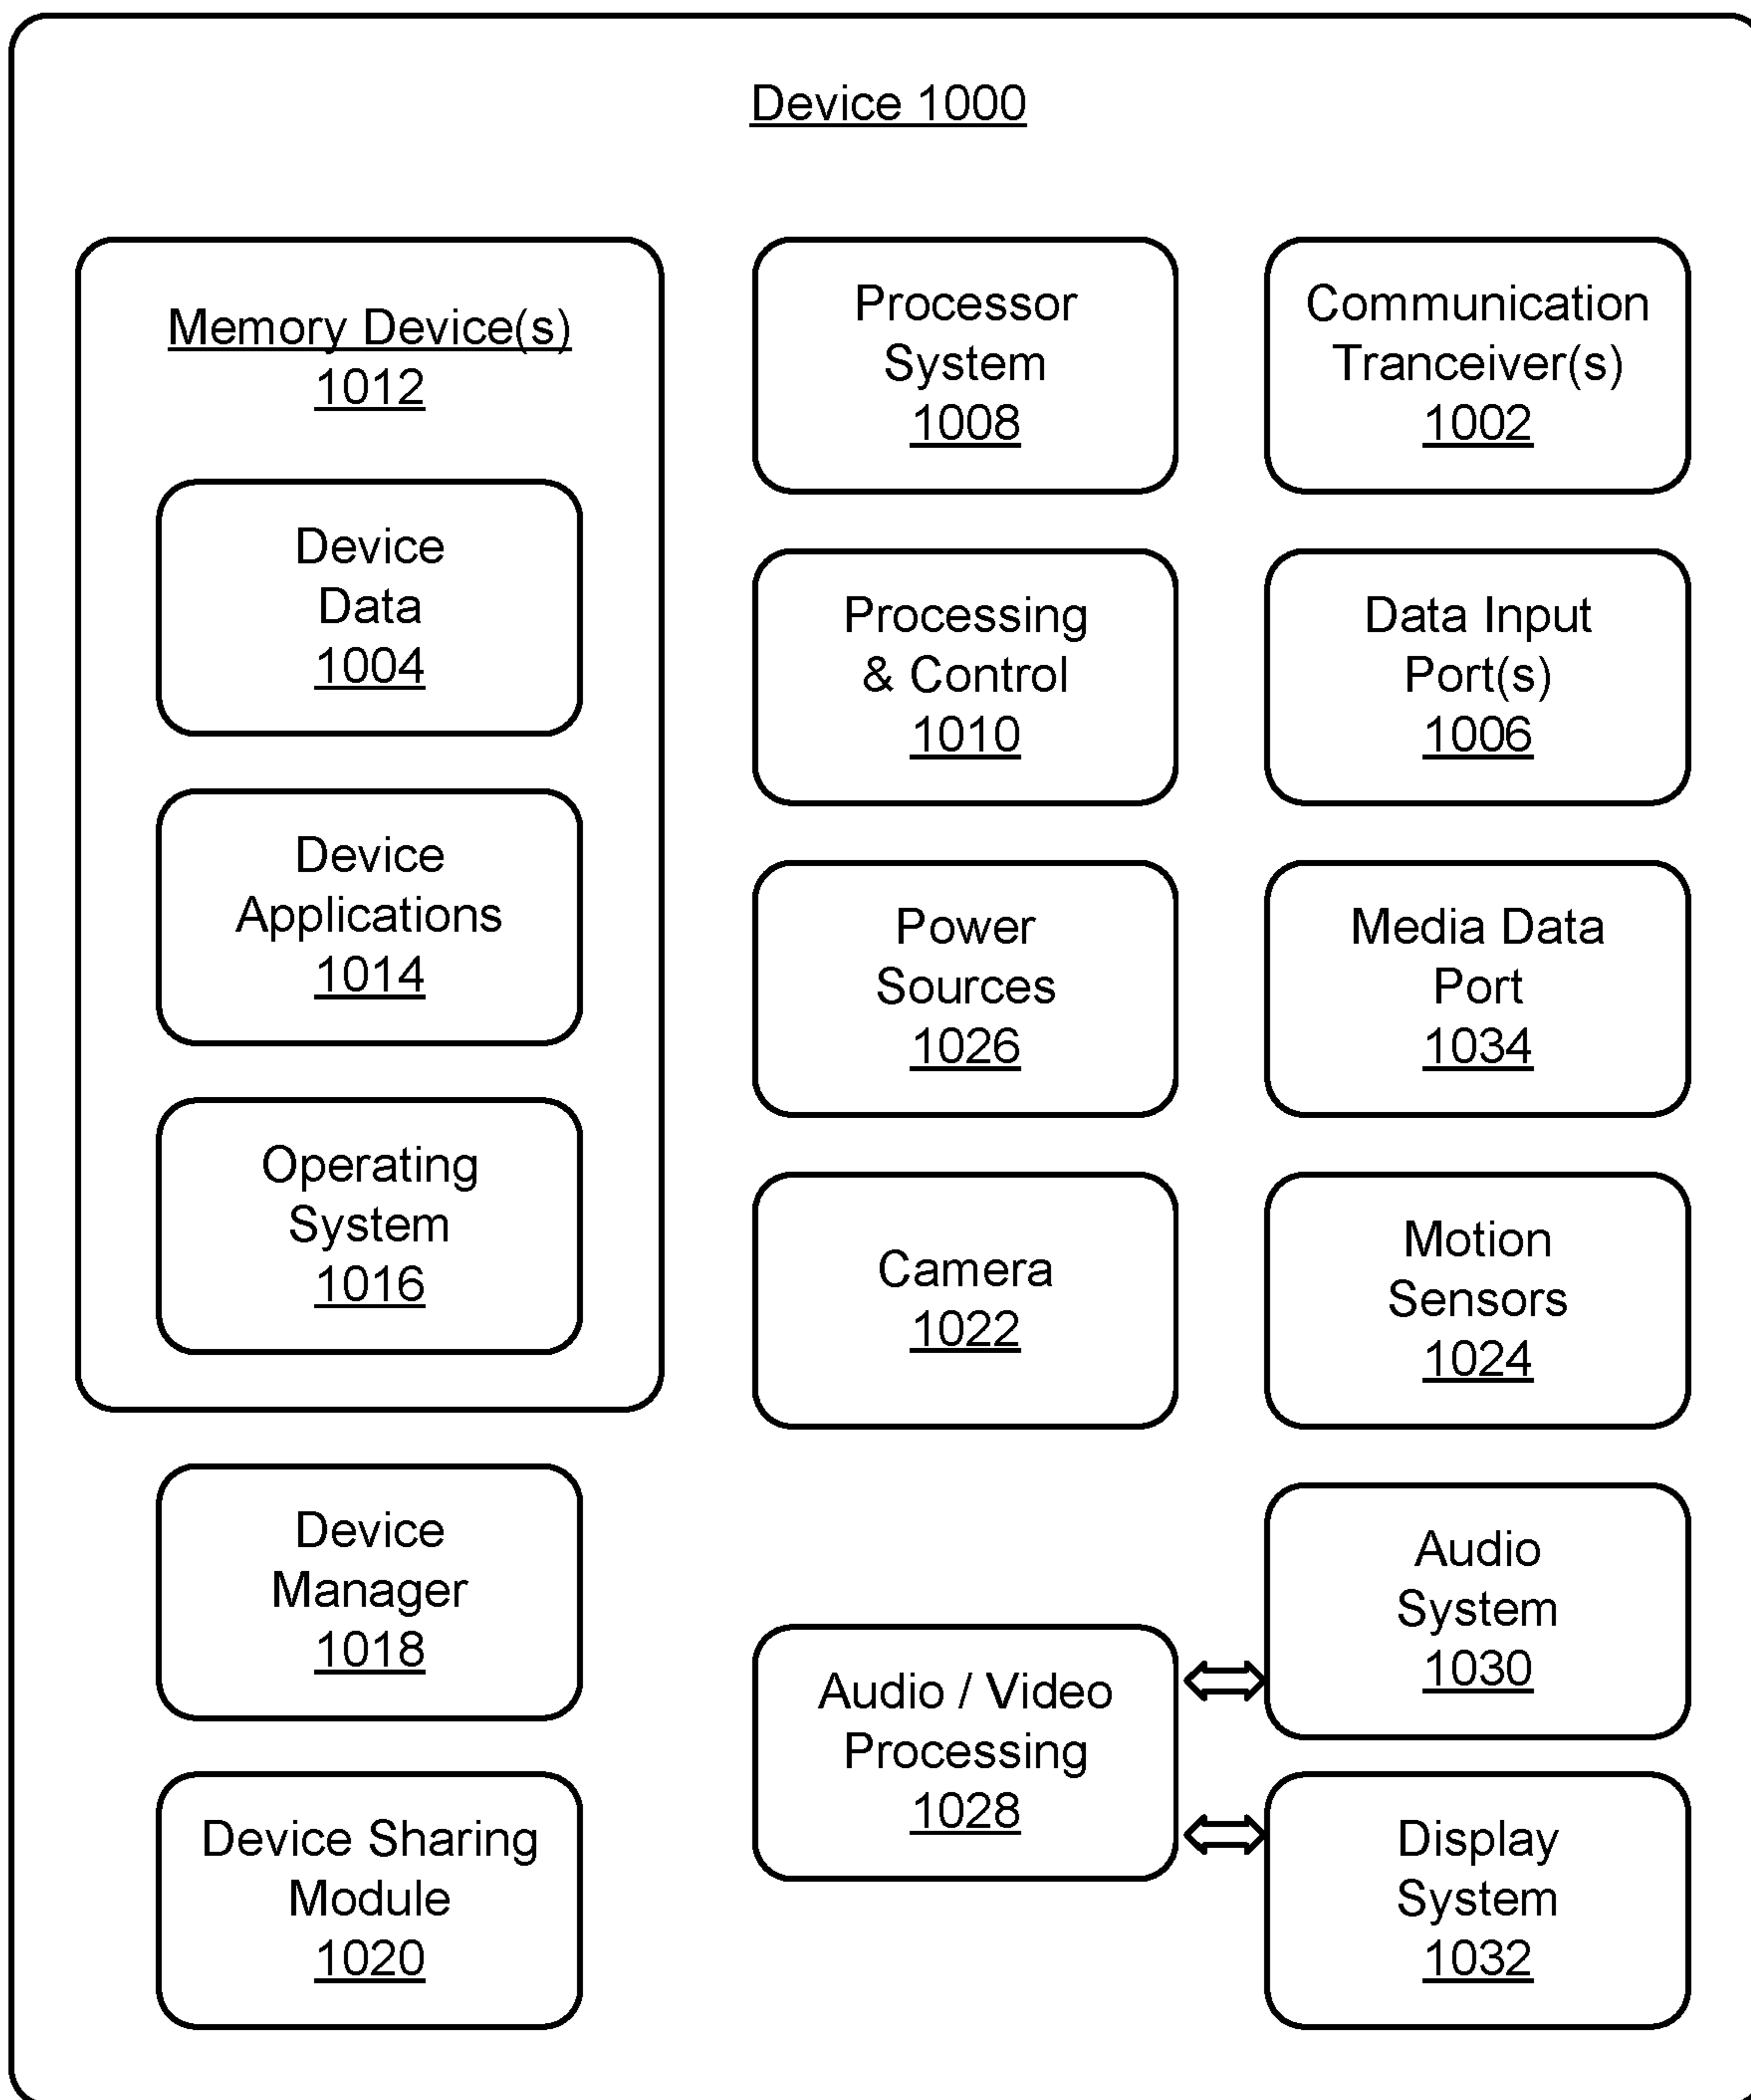 Device 1000
Memory Device(s)
1012
Device
Data
1004
Device
Applications
1014
Operating
System
1016
Device
Manager
1018
Device Sharing
Module
1020
Processor
System
1008
Processing
& Control
1010
Power
Sources
1026
Camera
1022
Audio / Video
Processing
1028
Communication
Tranceiver(s)
1002
Data Input
Port(s)
1006
Media Data
Port
1034
Motion
Sensors
1024
Audio
System
1030
Display
System
1032